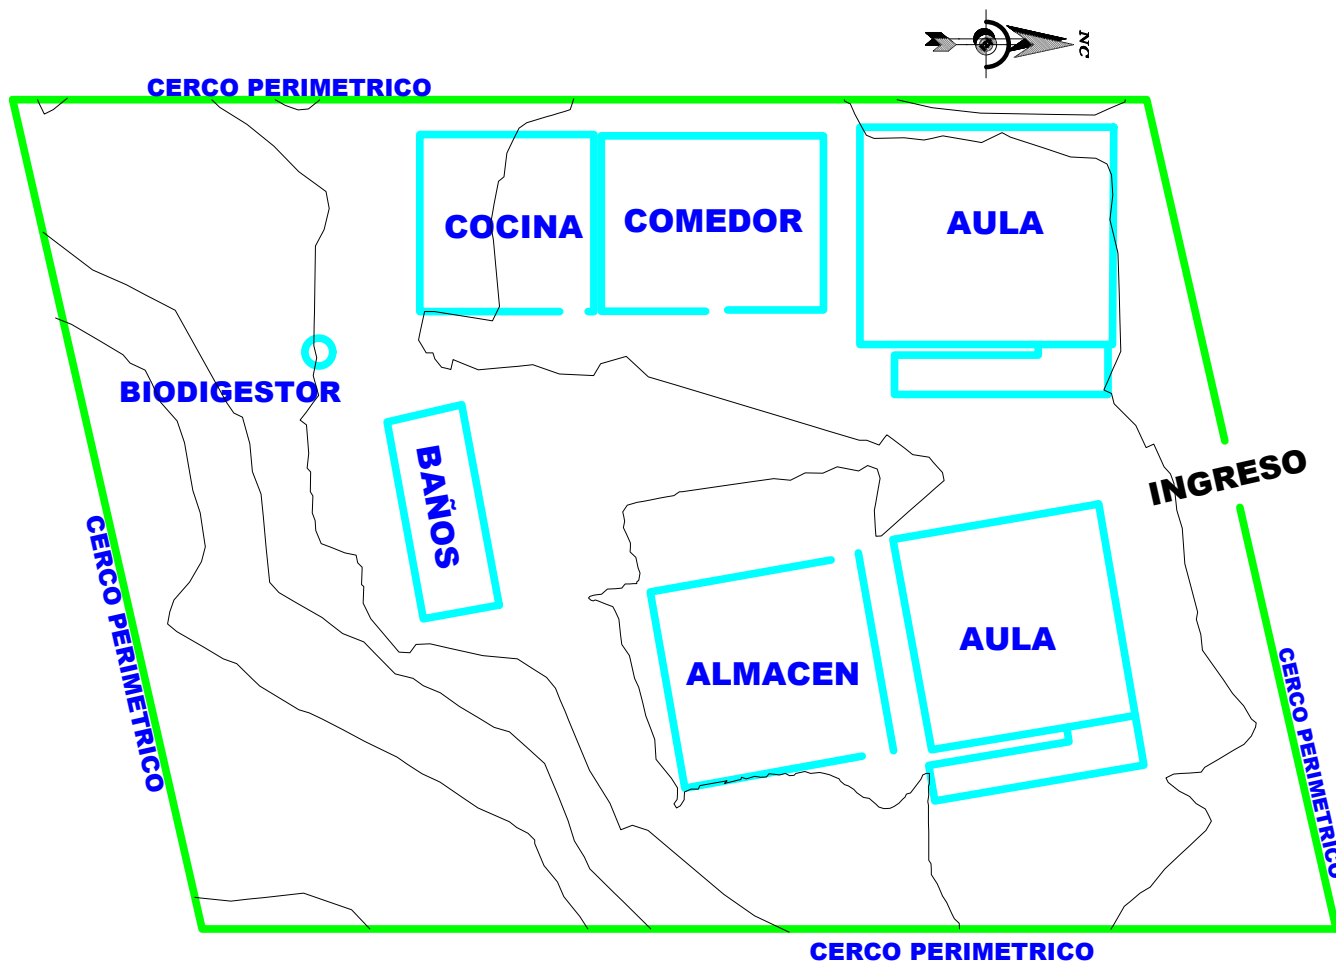 NC
CERCO PERIMETRICO
COCINA
COMEDOR
AULA
BIODIGESTOR
BAÑOS
INGRESO
CERCO PERIMETRICO
ALMACEN
AULA
CERCO PERIMETRICO
CERCO PERIMETRICO